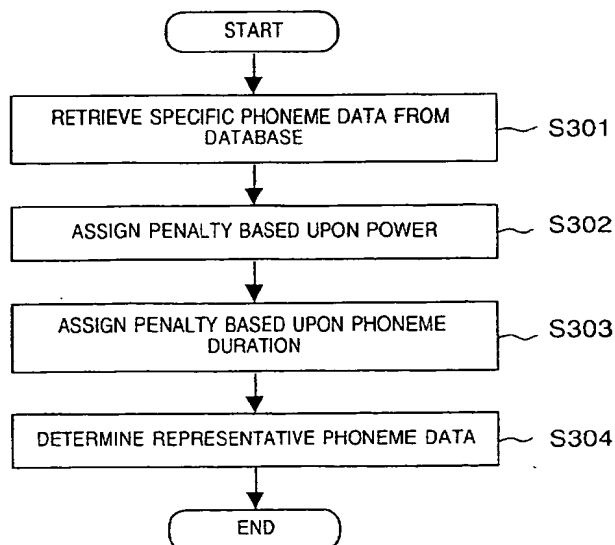 START
RETRIEVE SPECIFIC PHONEME DATA FROM
DATABASE
S301
ASSIGN PENALTY BASED UPON POWER
S302
ASSIGN PENALTY BASED UPON PHONEME
DURATION
S303
DETERMINE REPRESENTATIVE PHONEME DATA
S304
END